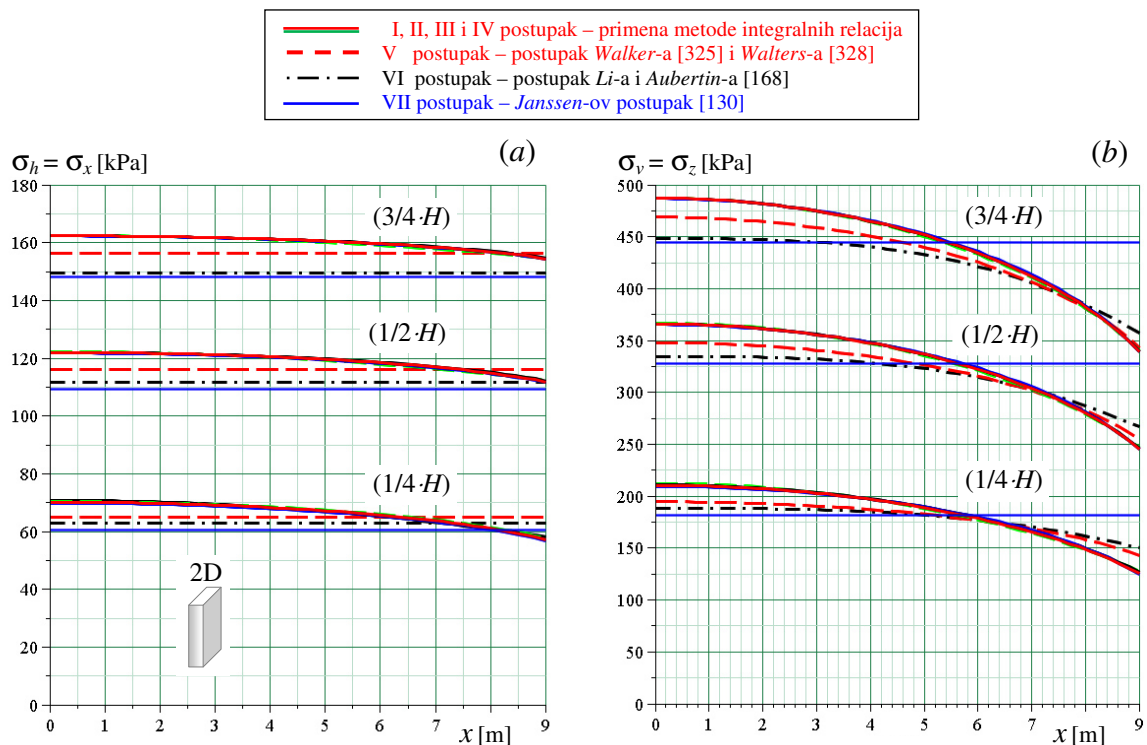 I, II, III i IV postupak – primena metode integralnih relacija
V postupak – postupak Walker-a [325] i Walters-a [328]
VI postupak – postupak Li-a i Aubertin-a [168]
VII postupak – Janssen-ov postupak [130]
σh = σx [kPa]
(a)
180
160
140
120
100
80
60
40
20
0
(3/4·H)
(1/2·H)
(1/4·H)
2D
0 1 2 3 4 5 6 7 8 9
x [m]
σv = σz [kPa]
(b)
500
450
400
350
300
250
200
150
100
50
0
(3/4·H)
(1/2·H)
(1/4·H)
0 1 2 3 4 5 6 7 8 9
x [m]